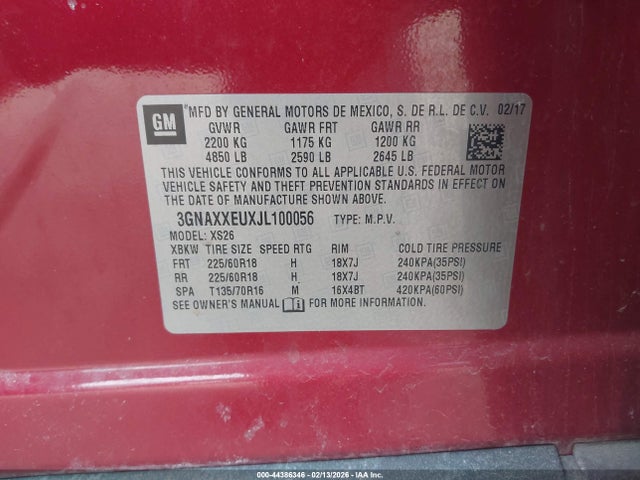 GM
MFD BY GENERAL MOTORS DE MEXICO, S. DE R.L. DE C.V. 02/17
GVWR GAWR FRT GAWR RR
2200 KG 1175 KG 1200 KG
4850 LB 2590 LB 2645 LB
THIS VEHICLE CONFORMS TO ALL APPLICABLE U.S. FEDERAL MOTOR
VEHICLE SAFETY AND THEFT PREVENTION STANDARDS IN EFFECT ON
THE DATE OF MANUFACTURE SHOWN ABOVE.
3GNAXXEUXJL100056 TYPE: M.P.V.
MODEL: XS26
XBKW TIRE SIZE SPEED RTG RIM COLD TIRE PRESSURE
FRT 225/60R18 H 18X7J 240KPA(35PSI)
RR 225/60R18 H 18X7J 240KPA(35PSI)
SPA T135/70R16 M 16X4BT 420KPA(60PSI)
SEE OWNER'S MANUAL FOR MORE INFORMATION.
000-44386346 - 02/13/2026 - IAAI.COM